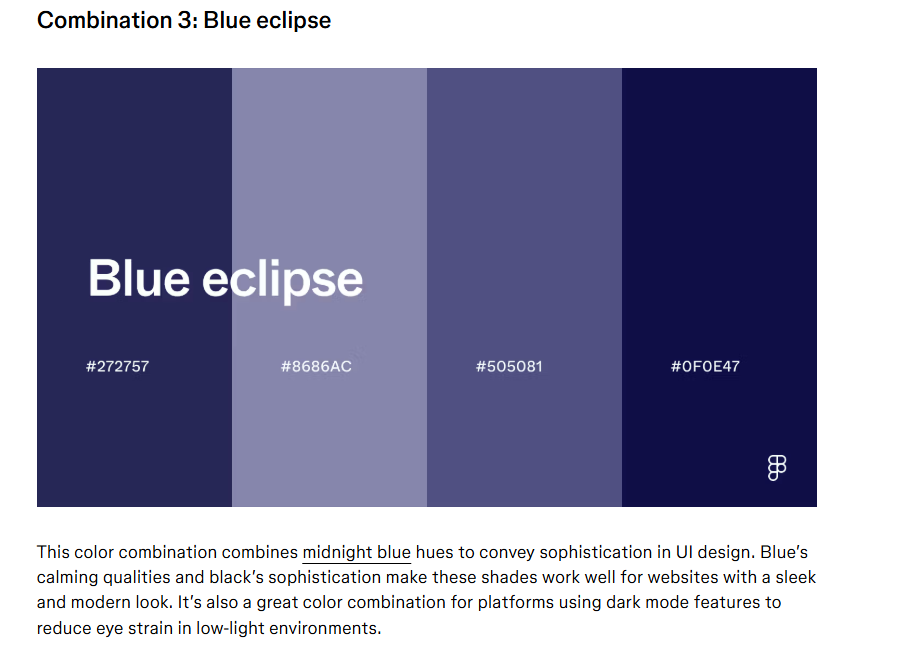 Combination 3: Blue eclipse
Blue eclipse
#272757 #8686AC #505081 #0F0E47
This color combination combines midnight blue hues to convey sophistication in UI design. Blue’s
calming qualities and black’s sophistication make these shades work well for websites with a sleek
and modern look. It’s also a great color combination for platforms using dark mode features to
reduce eye strain in low-light environments.